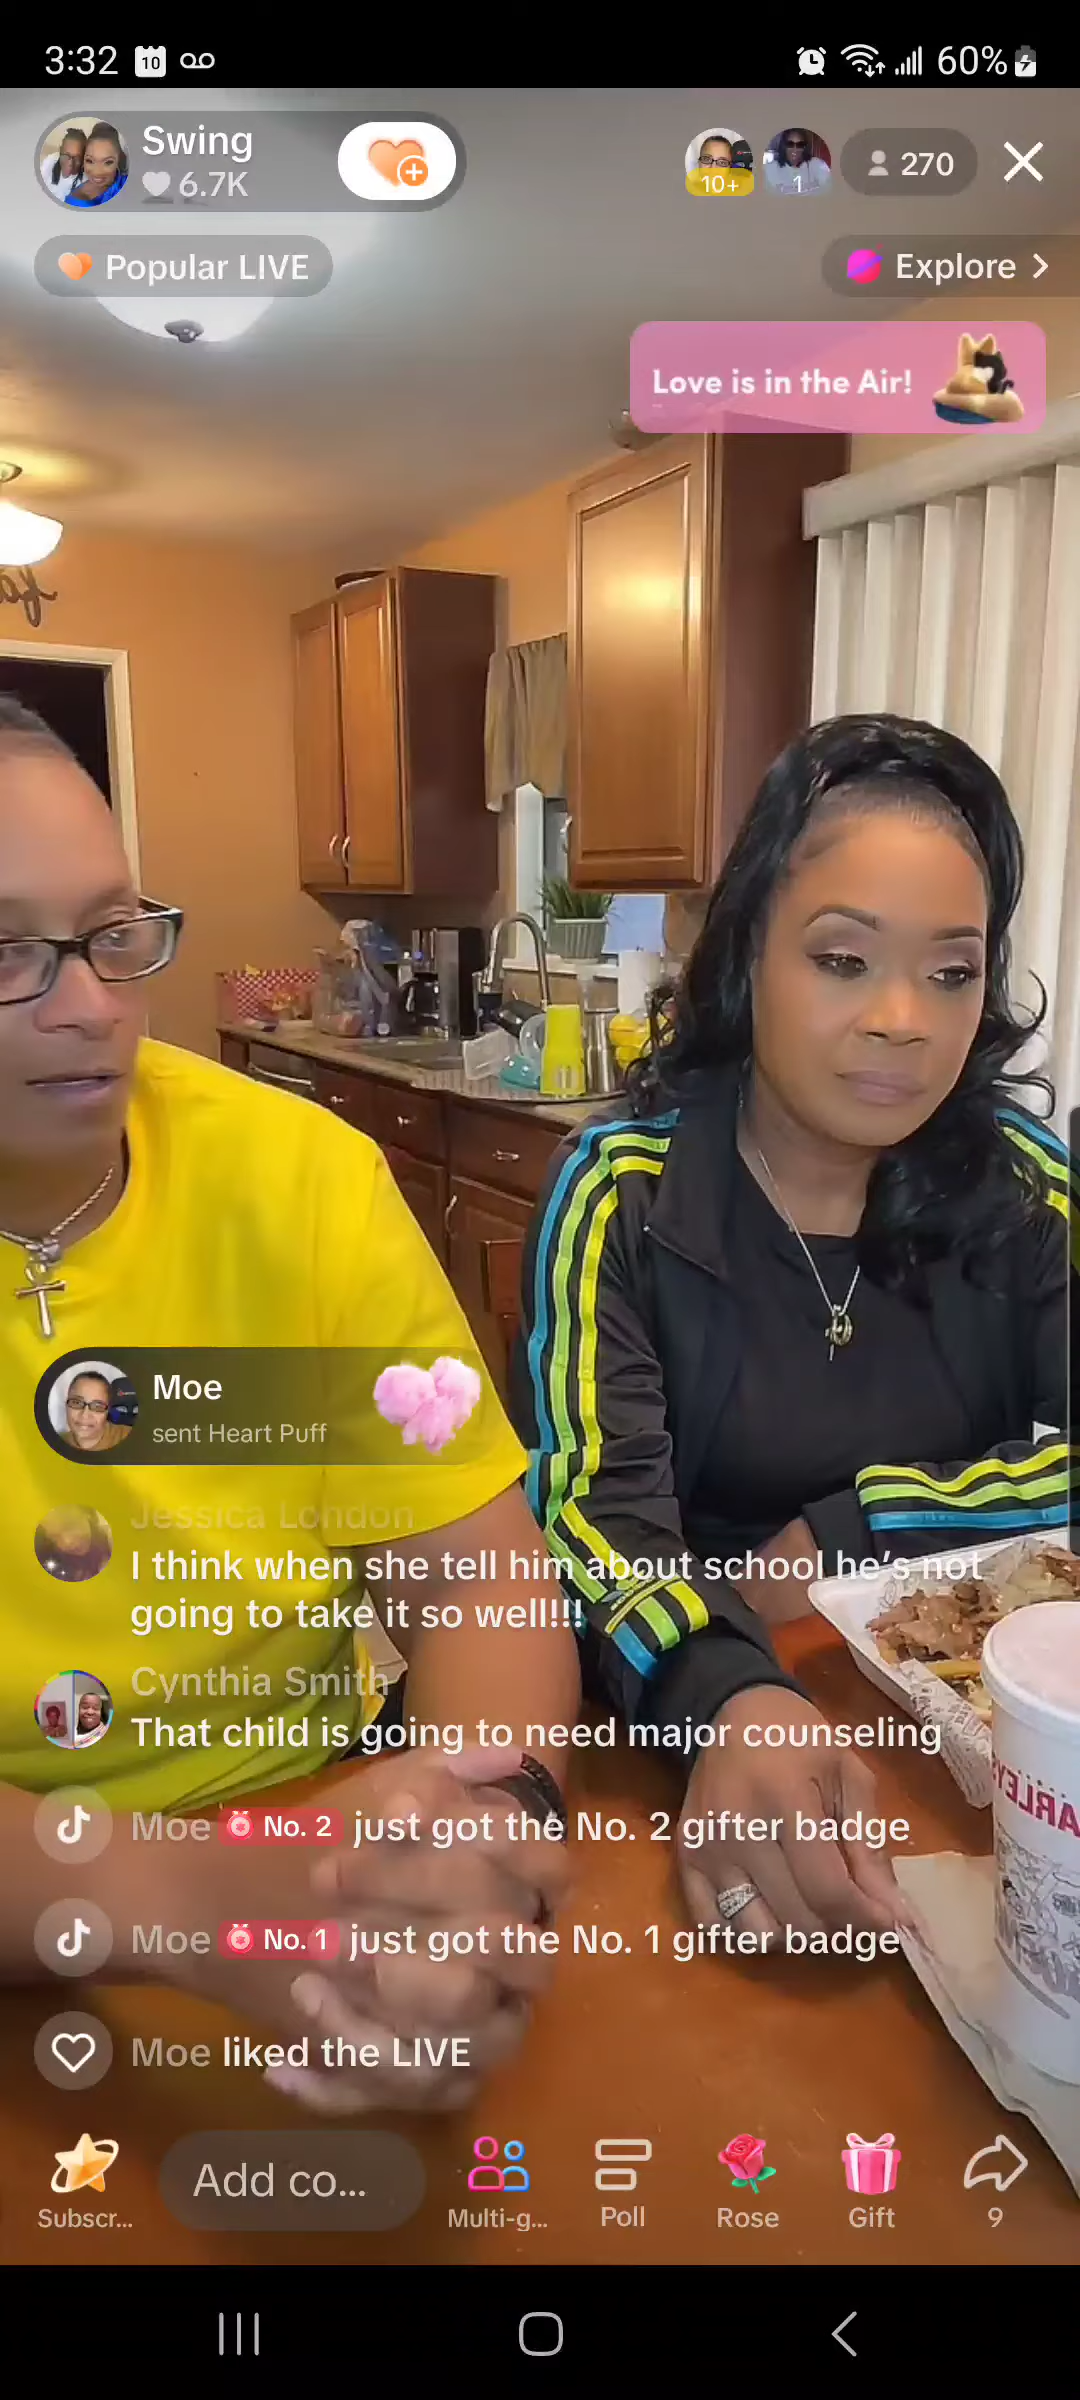 3:32
10
60%
Swing
6.7K
10+
1
270
Popular LIVE
Explore
Love is in the Air!
Moe
sent Heart Puff
Jessica London
I think when she tell him about school he’s not
going to take it so well!!!
Cynthia Smith
That child is going to need major counseling
Moe No. 2 just got the No. 2 gifter badge
Moe No. 1 just got the No. 1 gifter badge
Moe liked the LIVE
Add co...
Subscr...
Multi-g...
Poll
Rose
Gift
9